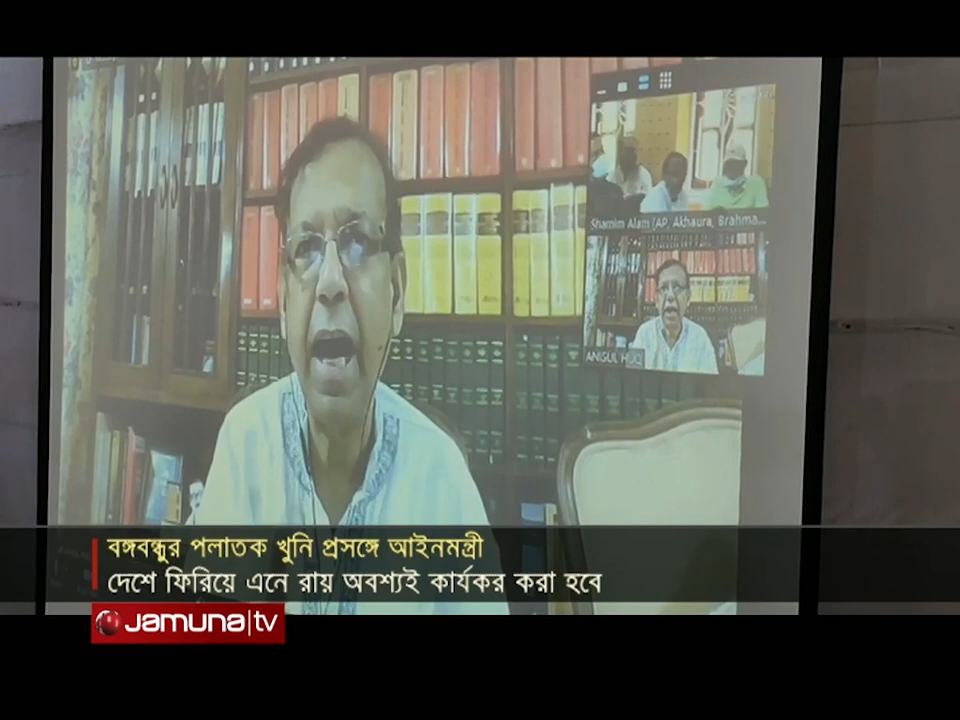 Shamim Alam (AP, Akhaura, Brahma...
ANISUL HUQ
বঙ্গবন্ধুর পলাতক খুনি প্রসঙ্গে আইনমন্ত্রী
দেশে ফিরিয়ে এনে রায় অবশ্যই কার্যকর করা হবে
Jamuna|tv